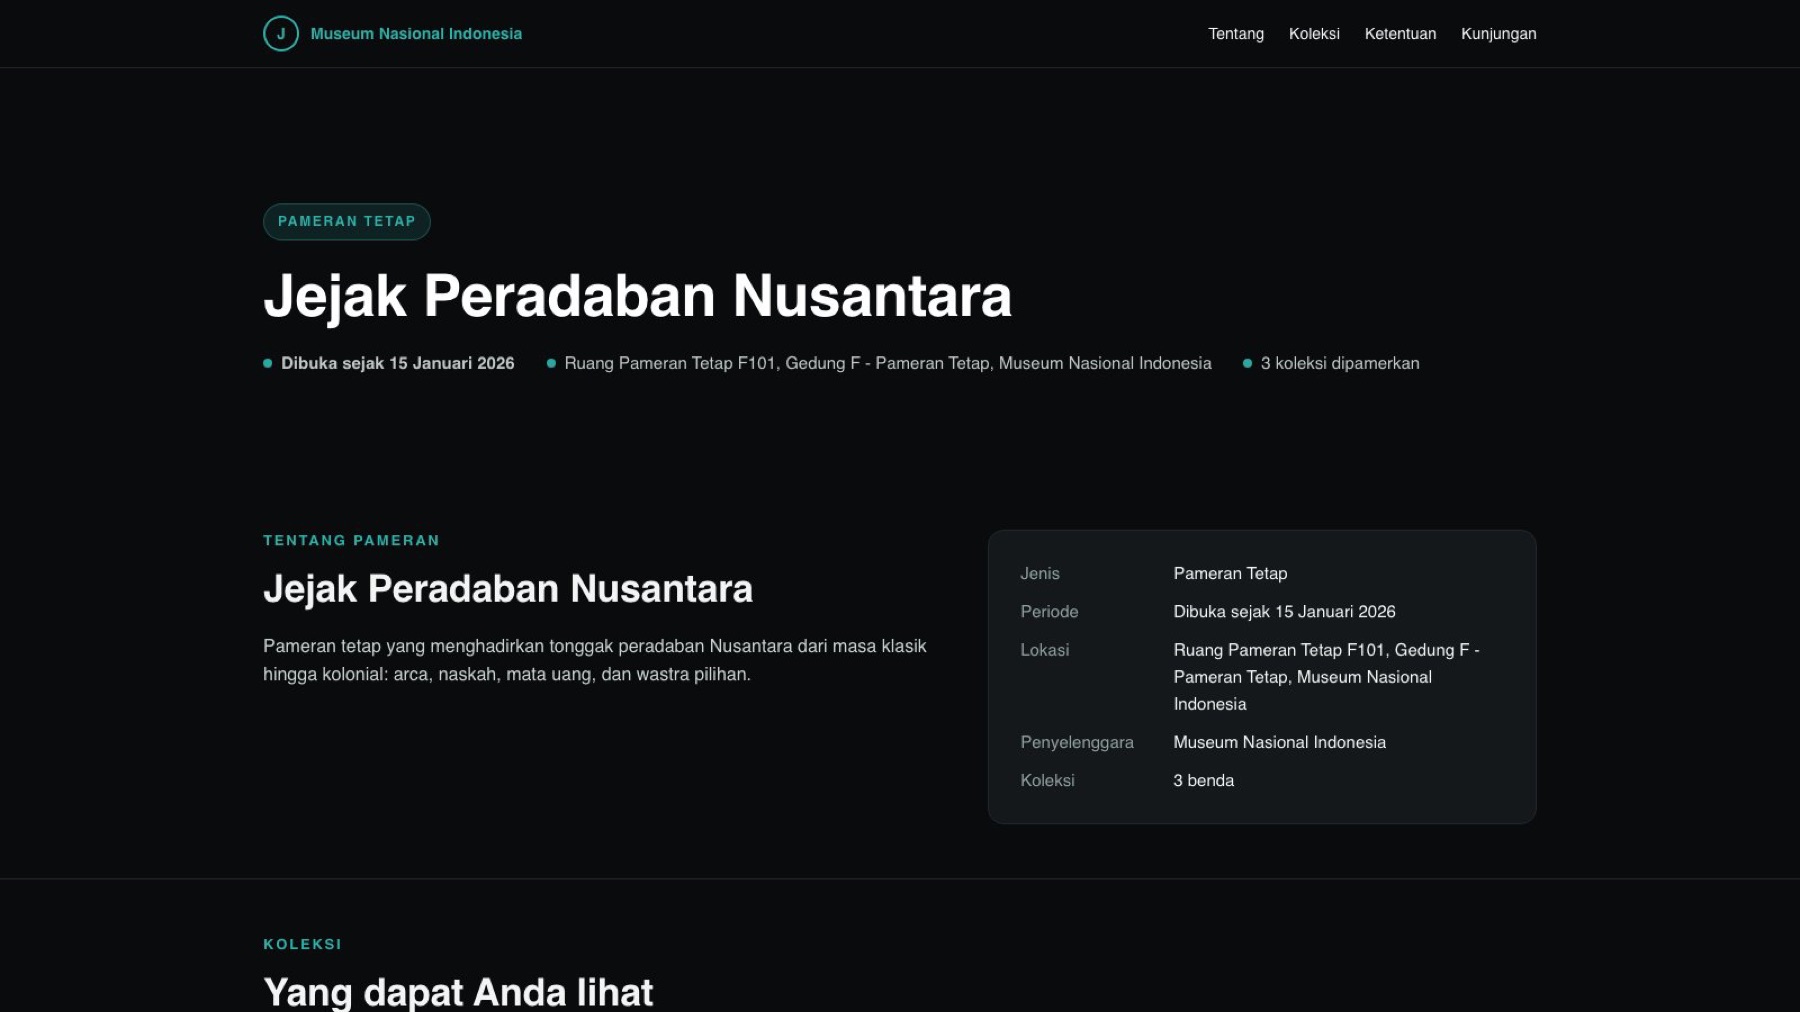 J
Museum Nasional Indonesia
Tentang Koleksi Ketentuan Kunjungan
PAMERAN TETAP
Jejak Peradaban Nusantara
Dibuka sejak 15 Januari 2026
Ruang Pameran Tetap F101, Gedung F - Pameran Tetap, Museum Nasional Indonesia
3 koleksi dipamerkan
TENTANG PAMERAN
Jejak Peradaban Nusantara
Pameran tetap yang menghadirkan tonggak peradaban Nusantara dari masa klasik
hingga kolonial: arca, naskah, mata uang, dan wastra pilihan.
Jenis Pameran Tetap
Periode Dibuka sejak 15 Januari 2026
Lokasi Ruang Pameran Tetap F101, Gedung F -
Pameran Tetap, Museum Nasional
Indonesia
Penyelenggara Museum Nasional Indonesia
Koleksi 3 benda
KOLEKSI
Yang dapat Anda lihat